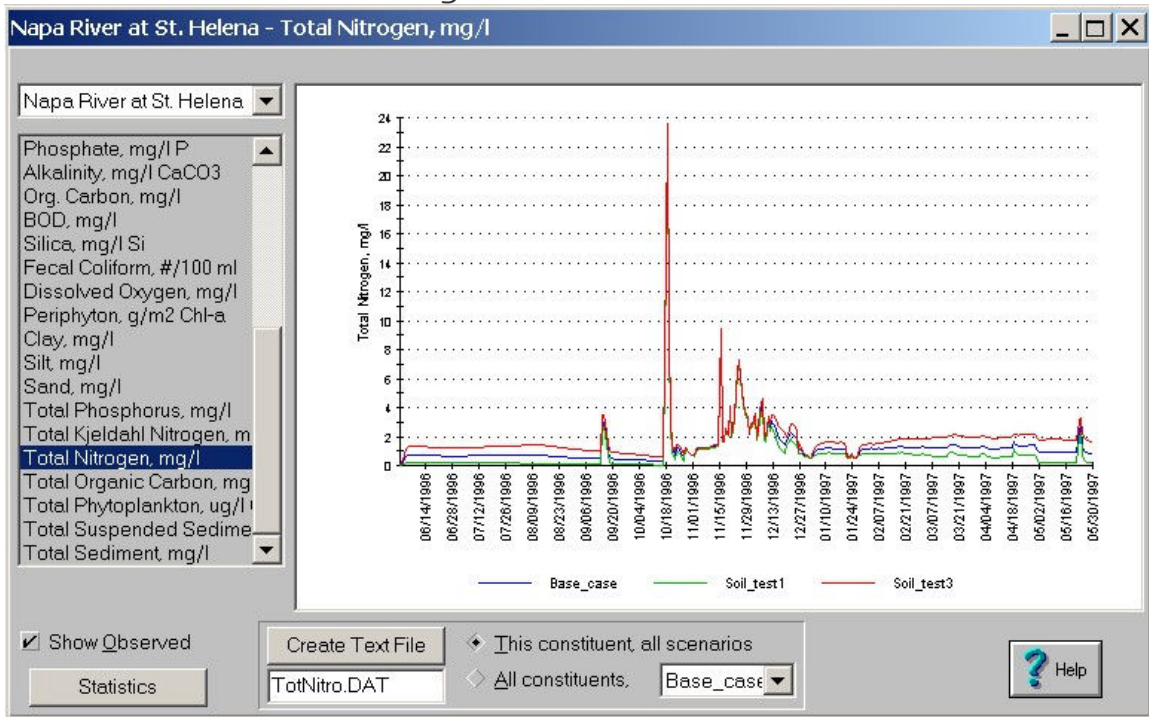 Napa River at St. Helena - Total Nitrogen, mg/l
Napa River at St. Helena
Phosphate, mg/l P
Alkalinity, mg/l CaCO3
Org. Carbon, mg/l
BOD, mg/l
Silica, mg/l Si
Fecal Coliform, #/100 ml
Dissolved Oxygen, mg/l
Periphyton, g/m2 Chl-a
Clay, mg/l
Silt, mg/l
Sand, mg/l
Total Phosphorus, mg/l
Total Kjeldahl Nitrogen, m
Total Nitrogen, mg/l
Total Organic Carbon, mg
Total Phytoplankton, ug/l
Total Suspended Sedime
Total Sediment, mg/l
Total Nitrogen, mg/l
24
22
20
18
16
14
12
10
8
6
4
2
0
06/14/1996
06/28/1996
07/12/1996
07/26/1996
08/09/1996
08/23/1996
09/06/1996
09/20/1996
10/04/1996
10/18/1996
11/01/1996
11/15/1996
11/29/1996
12/13/1996
12/27/1996
01/10/1997
01/24/1997
02/07/1997
02/21/1997
03/07/1997
03/21/1997
04/04/1997
04/18/1997
05/02/1997
05/16/1997
05/30/1997
Base_case Soil_test1 Soil_test3
Show Observed
Statistics
Create Text File
TotNitro.DAT
This constituent, all scenarios
All constituents, Base_case
? Help